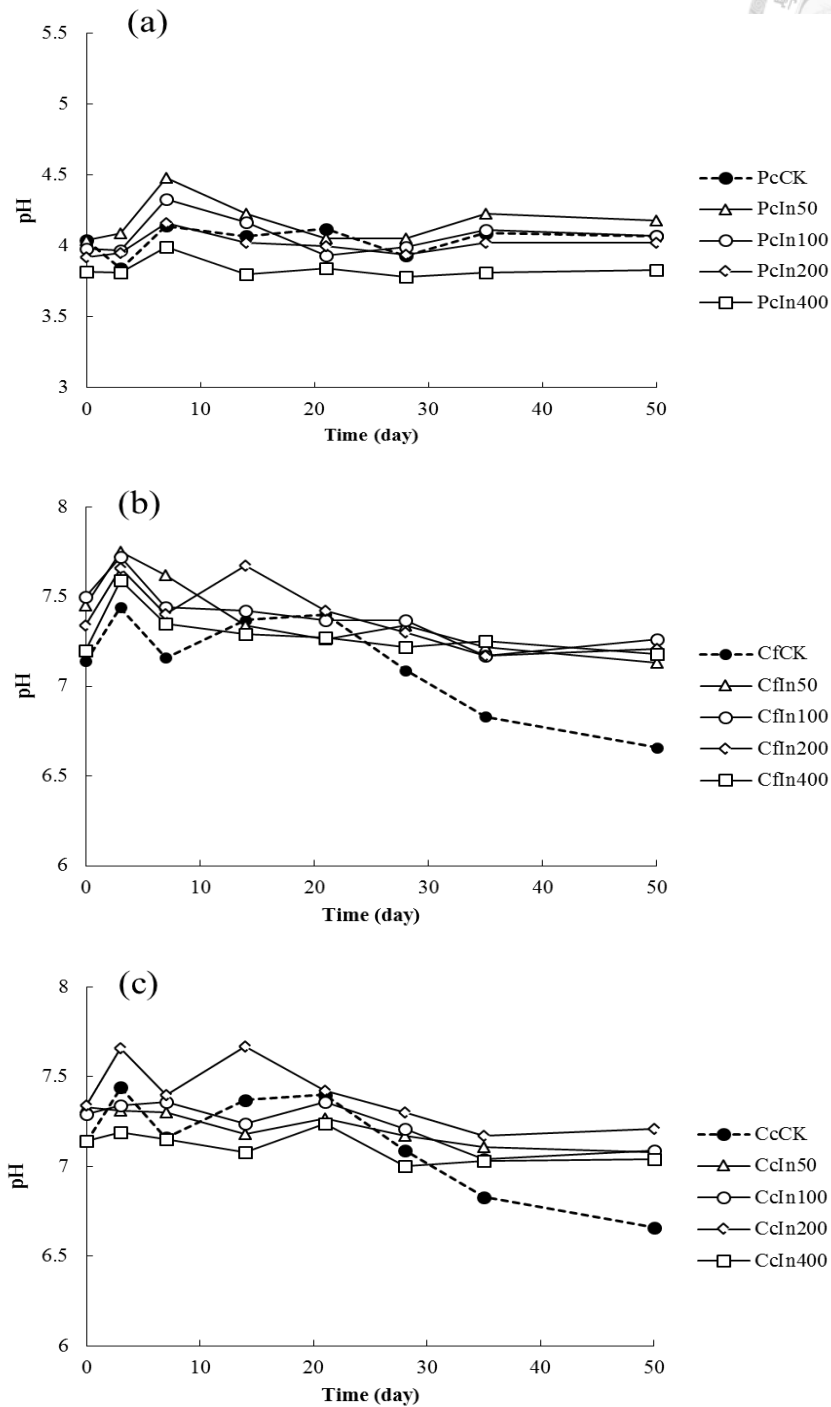 (a)
5.5
5
4.5
4
3.5
3
pH
0 10 20 30 40 50
Time (day)
PcCK
PcIn50
PcIn100
PcIn200
PcIn400
(b)
8
7.5
7
6.5
6
pH
0 10 20 30 40 50
Time (day)
CfCK
CfIn50
CfIn100
CfIn200
CfIn400
(c)
8
7.5
7
6.5
6
pH
0 10 20 30 40 50
Time (day)
CcCK
CcIn50
CcIn100
CcIn200
CcIn400